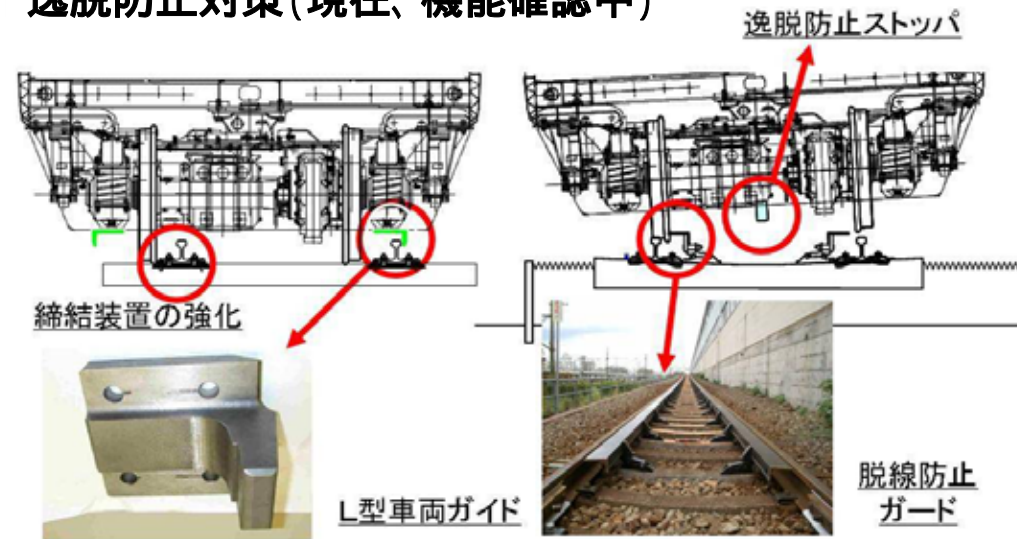 逸脱防止対策(現在、機能確認中)
逸脱防止ストッパ
締結装置の強化
L型車両ガイド
脱線防止
ガード